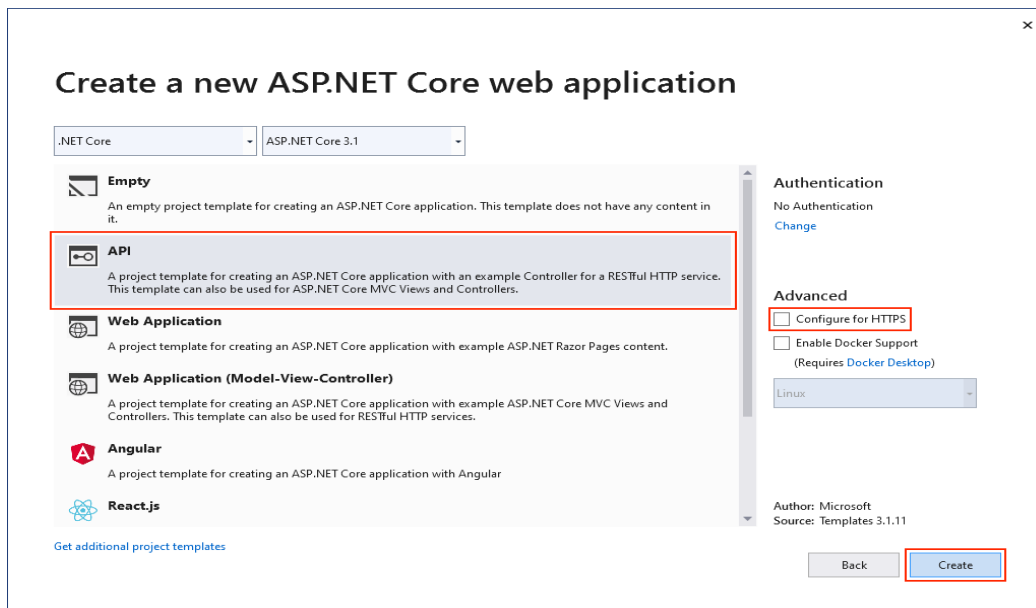 Create a new ASP.NET Core web application
.NET Core
ASP.NET Core 3.1
Empty
An empty project template for creating an ASP.NET Core application. This template does not have any content in
it.
API
A project template for creating an ASP.NET Core application with an example Controller for a RESTful HTTP service.
This template can also be used for ASP.NET Core MVC Views and Controllers.
Web Application
A project template for creating an ASP.NET Core application with example ASP.NET Razor Pages content.
Web Application (Model-View-Controller)
A project template for creating an ASP.NET Core application with example ASP.NET Core MVC Views and
Controllers. This template can also be used for RESTful HTTP services.
Angular
A project template for creating an ASP.NET Core application with Angular
React.js
Get additional project templates
Authentication
No Authentication
Change
Advanced
Configure for HTTPS
Enable Docker Support
(Requires Docker Desktop)
Linux
Author: Microsoft
Source: Templates 3.1.11
Back
Create